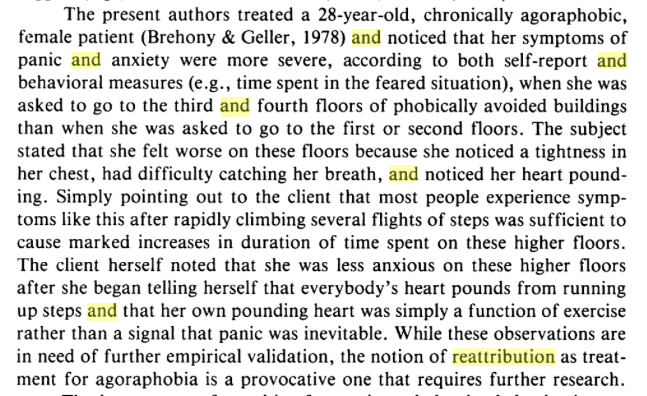 The present authors treated a 28-year-old, chronically agoraphobic,
female patient (Brehony & Geller, 1978) and noticed that her symptoms of
panic and anxiety were more severe, according to both self-report and
behavioral measures (e.g., time spent in the feared situation), when she was
asked to go to the third and fourth floors of phobically avoided buildings
than when she was asked to go to the first or second floors. The subject
stated that she felt worse on these floors because she noticed a tightness in
her chest, had difficulty catching her breath, and noticed her heart pound-
ing. Simply pointing out to the client that most people experience symp-
toms like this after rapidly climbing several flights of steps was sufficient to
cause marked increases in duration of time spent on these higher floors.
The client herself noted that she was less anxious on these higher floors
after she began telling herself that everybody's heart pounds from running
up steps and that her own pounding heart was simply a function of exercise
rather than a signal that panic was inevitable. While these observations are
in need of further empirical validation, the notion of reattribution as treat-
ment for agoraphobia is a provocative one that requires further research.